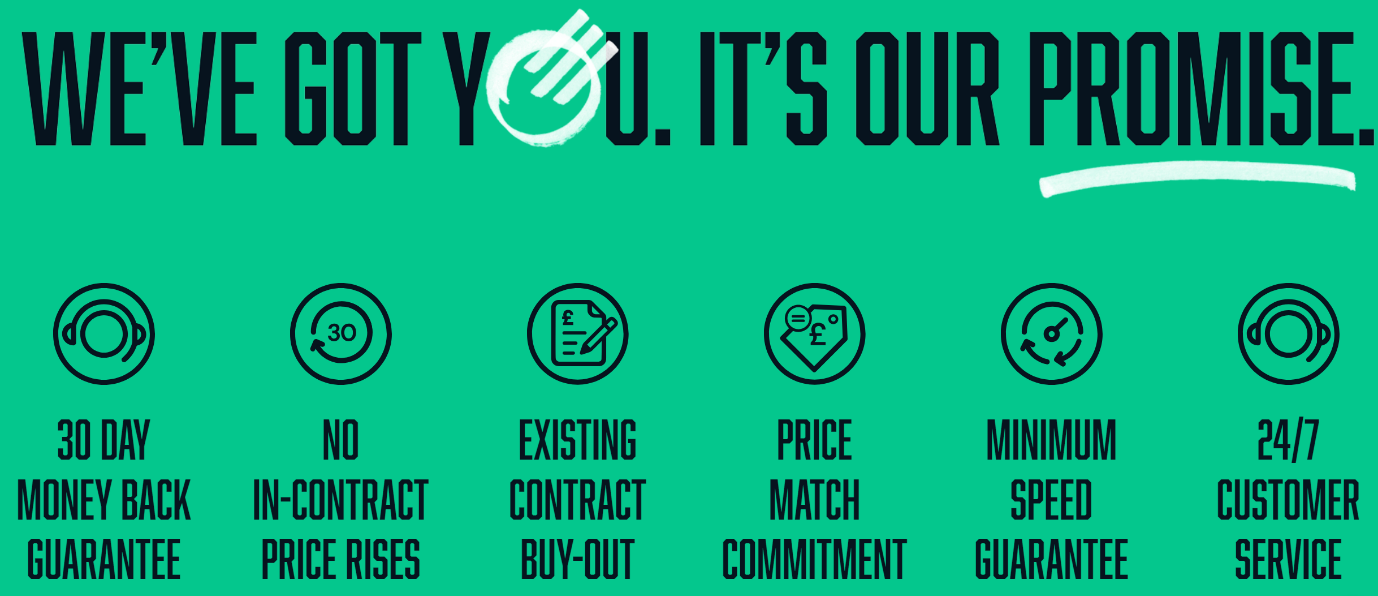 WE'VE GOT YOU. IT'S OUR PROMISE.
30
£
£
30 DAY
MONEY BACK
GUARANTEE
NO
IN-CONTRACT
PRICE RISES
EXISTING
CONTRACT
BUY-OUT
PRICE
MATCH
COMMITMENT
MINIMUM
SPEED
GUARANTEE
24/7
CUSTOMER
SERVICE